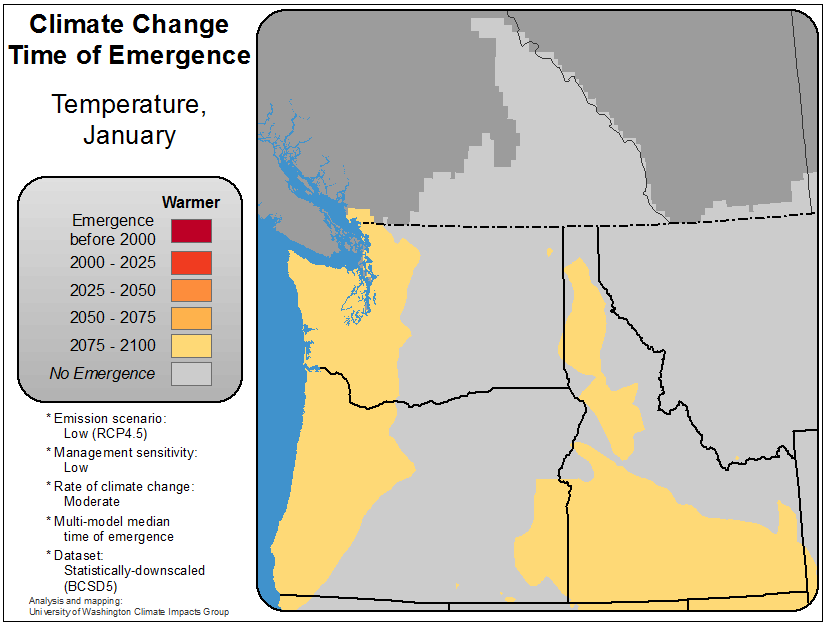 Climate Change
Time of Emergence
Temperature,
January
Warmer
Emergence
before 2000
2000 - 2025
2025 - 2050
2050 - 2075
2075 - 2100
No Emergence
* Emission scenario:
Low (RCP4.5)
* Management sensitivity:
Low
* Rate of climate change:
Moderate
* Multi-model median
time of emergence
* Dataset:
Statistically-downscaled
(BCSD5)
Analysis and mapping:
University of Washington Climate Impacts Group